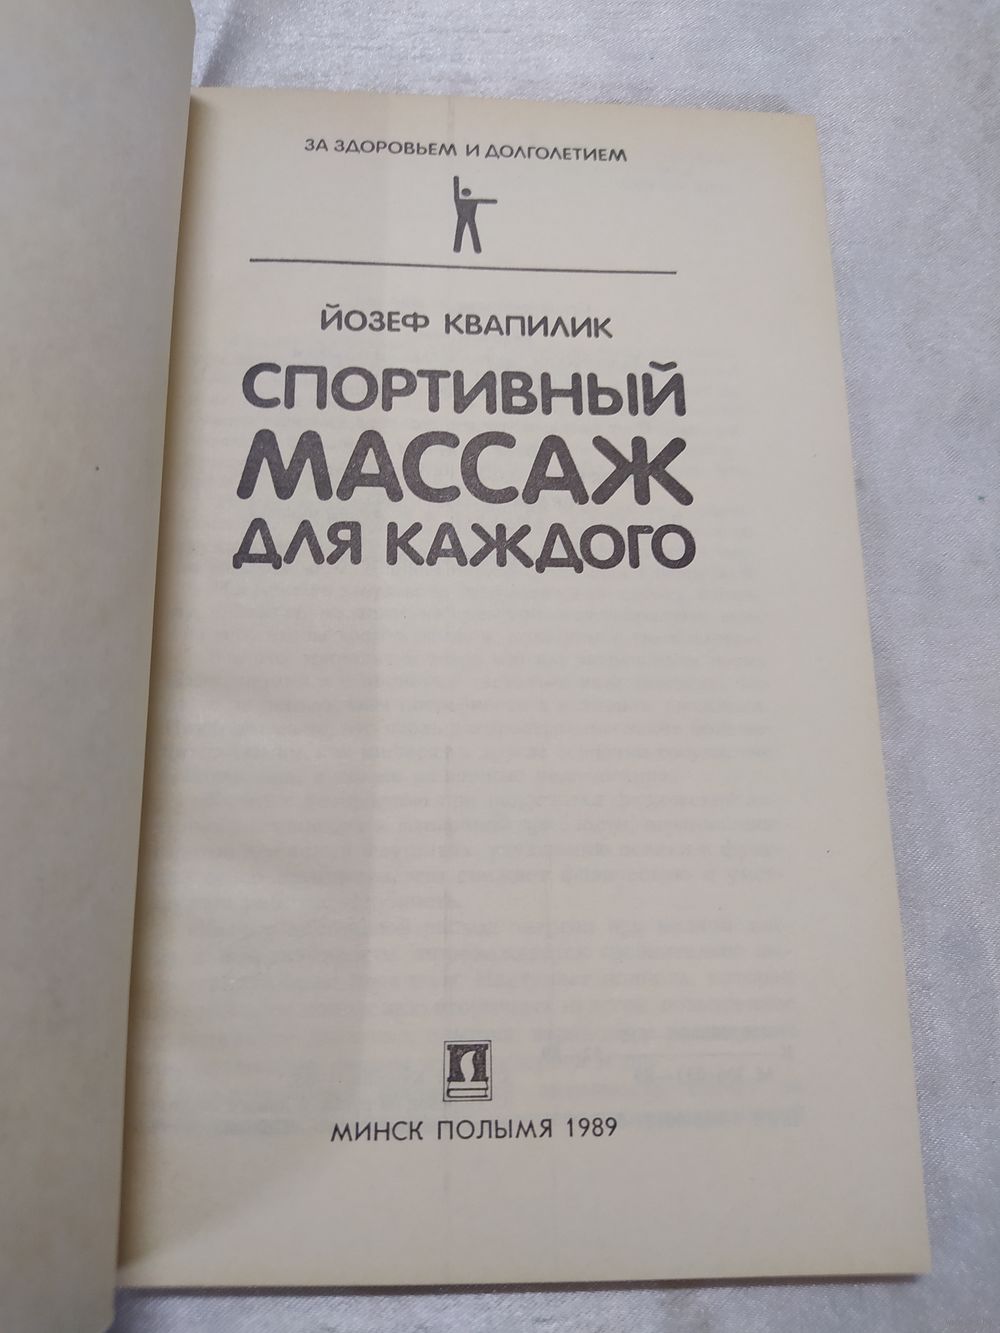 ЗА ЗДОРОВЬЕМ И ДОЛГОЛЕТИЕМ
ЙОЗЕФ КВАПИЛИК
СПОРТИВНЫЙ
МАССАЖ
ДЛЯ КАЖДОГО
МИНСК ПОЛЫМЯ 1989